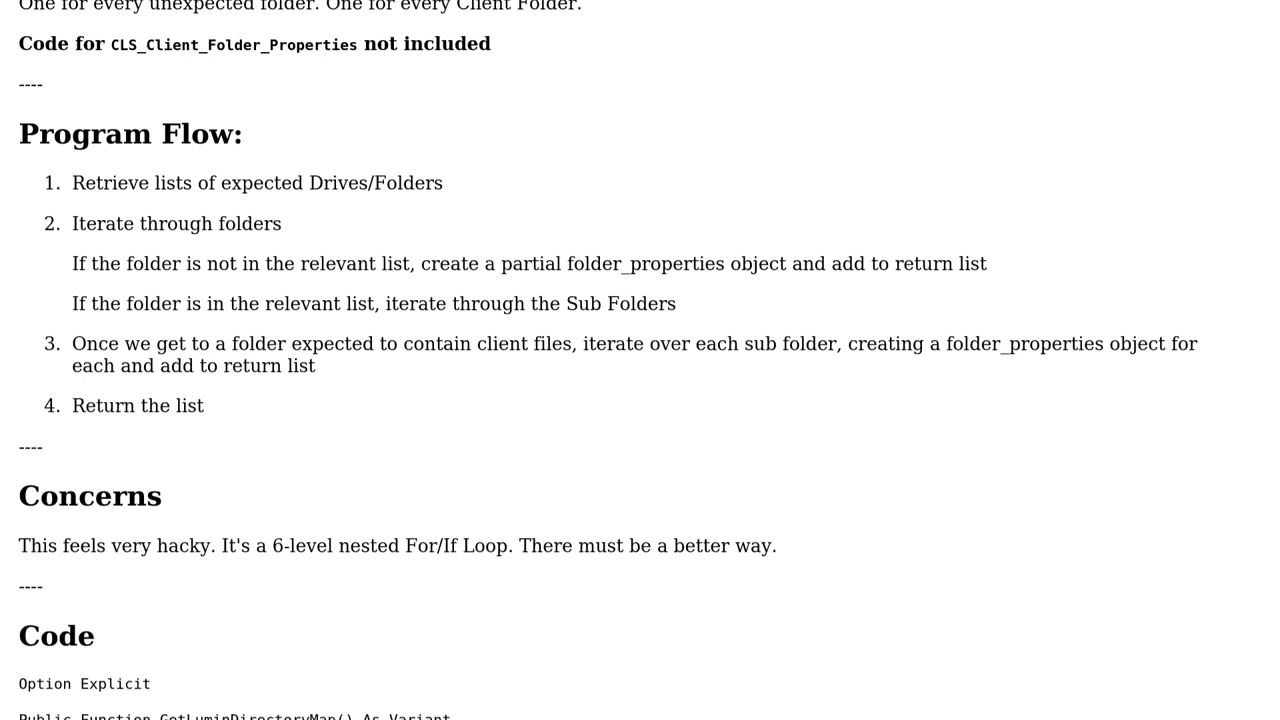 One for every unexpected folder. One for every Client Folder.
Code for CLS_Client_Folder_Properties not included
----
Program Flow:
1. Retrieve lists of expected Drives/Folders
2. Iterate through folders
If the folder is not in the relevant list, create a partial folder_properties object and add to return list
If the folder is in the relevant list, iterate through the Sub Folders
3. Once we get to a folder expected to contain client files, iterate over each sub folder, creating a folder_properties object for
each and add to return list
4. Return the list
----
Concerns
This feels very hacky. It's a 6-level nested For/If Loop. There must be a better way.
----
Code
Option Explicit
Public Function GetLuminDirectoryMap() As Variant